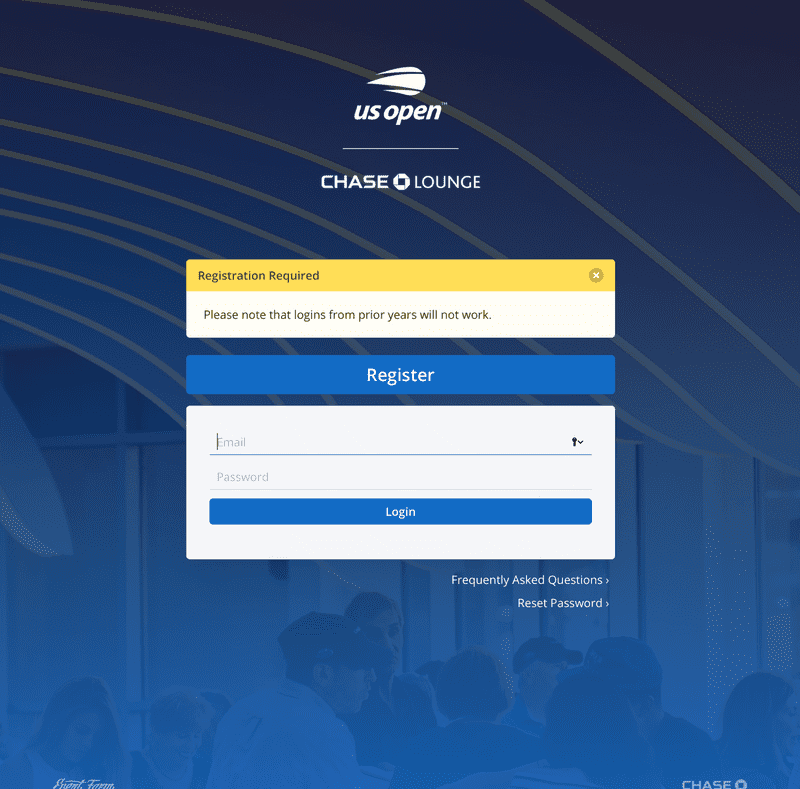 us open™
CHASE LOUNGE
Registration Required
Please note that logins from prior years will not work.
Register
Email
Password
Login
Frequently Asked Questions ›
Reset Password ›
Event Farm
CHASE